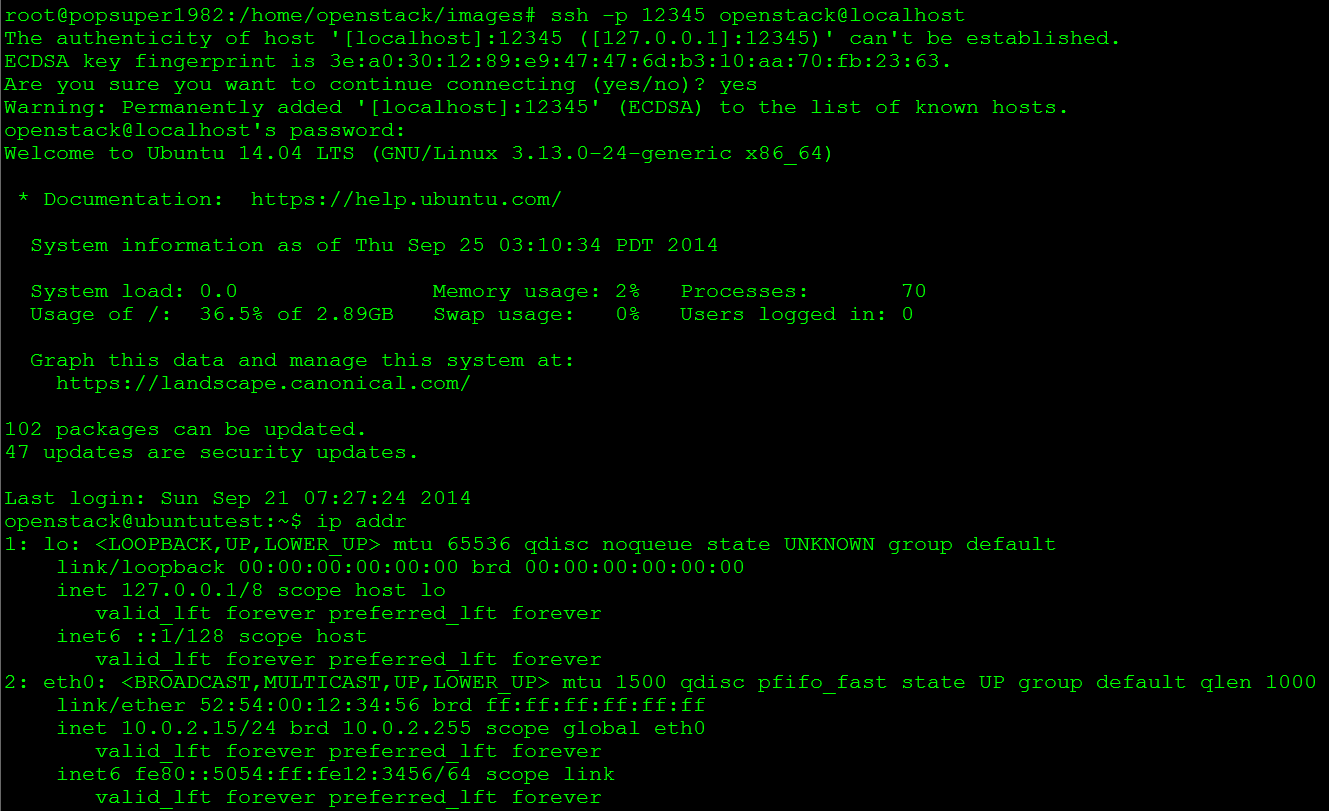 root@popsuper1982:/home/openstack/images# ssh -p 12345 openstack@localhost
The authenticity of host '[localhost]:12345 ([127.0.0.1]:12345)' can't be established.
ECDSA key fingerprint is 3e:a0:30:12:89:e9:47:47:6d:b3:10:aa:70:fb:23:63.
Are you sure you want to continue connecting (yes/no)? yes
Warning: Permanently added '[localhost]:12345' (ECDSA) to the list of known hosts.
openstack@localhost's password:
Welcome to Ubuntu 14.04 LTS (GNU/Linux 3.13.0-24-generic x86_64)

 * Documentation:  https://help.ubuntu.com/

  System information as of Thu Sep 25 03:10:34 PDT 2014

  System load: 0.0               Memory usage: 2%   Processes:       70
  Usage of /:  36.5% of 2.89GB   Swap usage:   0%   Users logged in: 0

  Graph this data and manage this system at:
    https://landscape.canonical.com/

102 packages can be updated.
47 updates are security updates.

Last login: Sun Sep 21 07:27:24 2014
openstack@ubuntutest:~$ ip addr
1: lo: <LOOPBACK,UP,LOWER_UP> mtu 65536 qdisc noqueue state UNKNOWN group default
    link/loopback 00:00:00:00:00:00 brd 00:00:00:00:00:00
    inet 127.0.0.1/8 scope host lo
       valid_lft forever preferred_lft forever
    inet6 ::1/128 scope host
       valid_lft forever preferred_lft forever
2: eth0: <BROADCAST,MULTICAST,UP,LOWER_UP> mtu 1500 qdisc pfifo_fast state UP group default qlen 1000
    link/ether 52:54:00:12:34:56 brd ff:ff:ff:ff:ff:ff
    inet 10.0.2.15/24 brd 10.0.2.255 scope global eth0
       valid_lft forever preferred_lft forever
    inet6 fe80::5054:ff:fe12:3456/64 scope link
       valid_lft forever preferred_lft forever